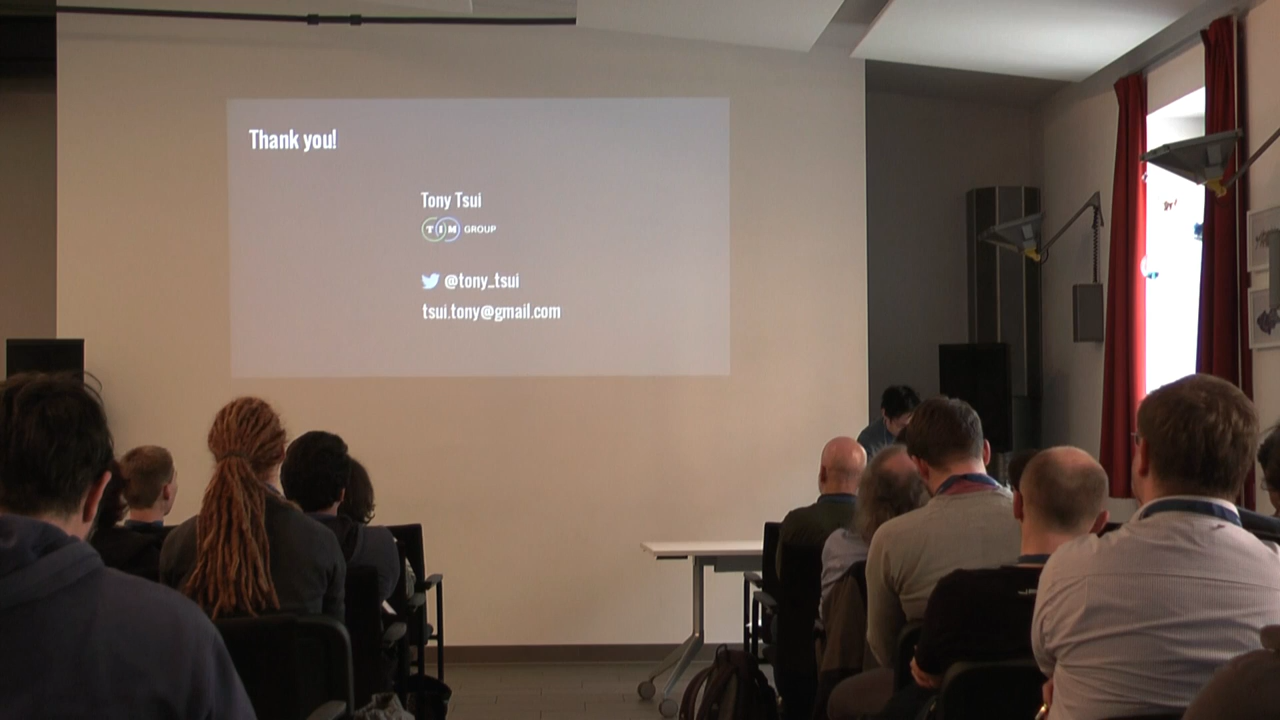 Thank you!
Tony Tsui
TIM GROUP
@tony_tsui
tsui.tony@gmail.com